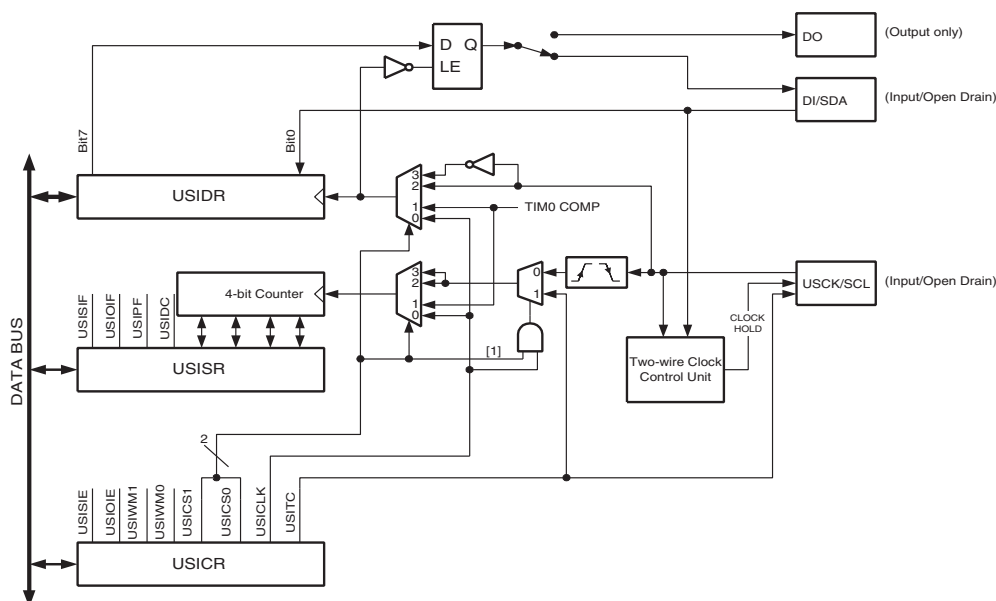 D Q
LE
DO
(Output only)
DI/SDA
(Input/Open Drain)
Bit7
Bit0
USIDR
3
2
1
0
TIM0 COMP
4-bit Counter
3
2
1
0
0
1
USCK/SCL
(Input/Open Drain)
CLOCK
HOLD
Two-wire Clock
Control Unit
[1]
USISIF
USIOIF
USIPF
USIDC
USISR
DATA BUS
2
USISIE
USIOIE
USIWM1
USIWM0
USICS1
USICS0
USICLK
USITC
USICR